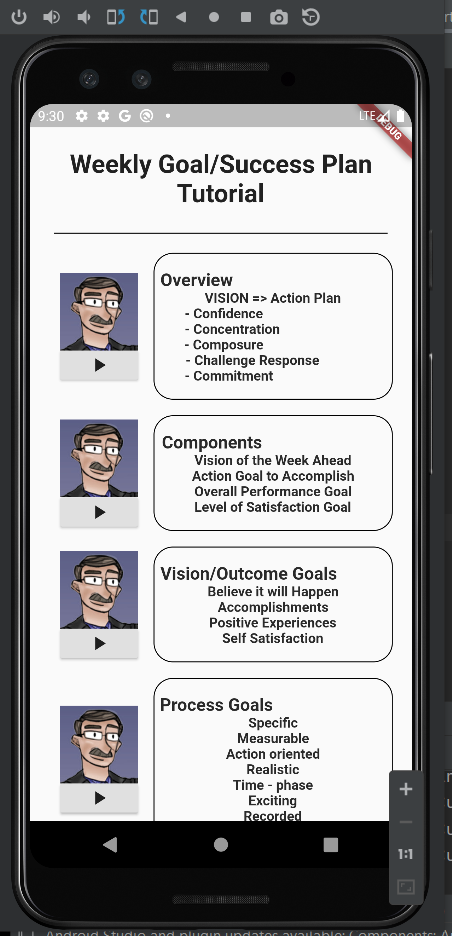 9:30
LTE
DEBUG
Weekly Goal/Success Plan
Tutorial
Overview
VISION => Action Plan
- Confidence
- Concentration
- Composure
- Challenge Response
- Commitment
Components
Vision of the Week Ahead
Action Goal to Accomplish
Overall Performance Goal
Level of Satisfaction Goal
Vision/Outcome Goals
Believe it will Happen
Accomplishments
Positive Experiences
Self Satisfaction
Process Goals
Specific
Measurable
Action oriented
Realistic
Time - phase
Exciting
Recorded
1:1
Android Studio and plugin updates available: Components: A